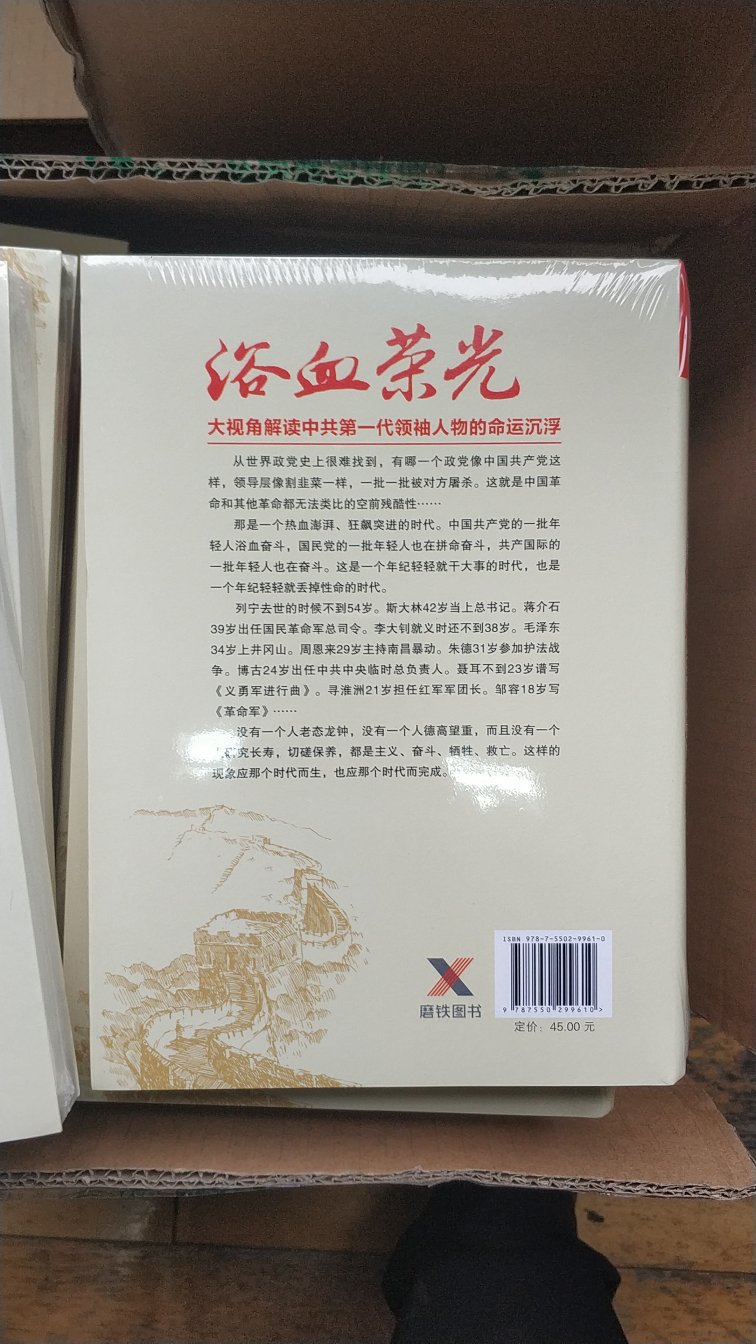 浴血荣光
大视角解读中共第一代领袖人物的命运沉浮
从世界政党史上很难找到，有哪一个政党像中国共产党这
样，领导层像割韭菜一样，一批一批被对方屠杀。这就是中国革
命和其他革命都无法类比的空前残酷性……
那是一个热血澎湃、狂飙突进的时代。中国共产党的一批年
轻人浴血奋斗，国民党的一批年轻人也在拼命奋斗，共产国际的
一批年轻人也在奋斗。这是一个年纪轻轻就干大事的时代，也是
一个年纪轻轻就丢掉性命的时代。
列宁去世的时候不到54岁。斯大林42岁当上总书记。蒋介石
39岁出任国民革命军总司令。李大钊就义时还不到38岁。毛泽东
34岁上井冈山。周恩来29岁主持南昌暴动。朱德31岁参加护法战
争。博古24岁出任中共中央临时总负责人。聂耳不到23岁谱写
《义勇军进行曲》。寻淮洲21岁担任红军军团长。邹容18岁写
《革命军》……
没有一个人老态龙钟，没有一个人德高望重，而且没有一个
研究长寿，切磋保养，都是主义、奋斗、牺牲、救亡。这样的
现象应那个时代而生，也应那个时代而完成。
ISBN 978-7-5502-9961-0
9 787550 299610 >
磨铁图书
定价：45.00 元